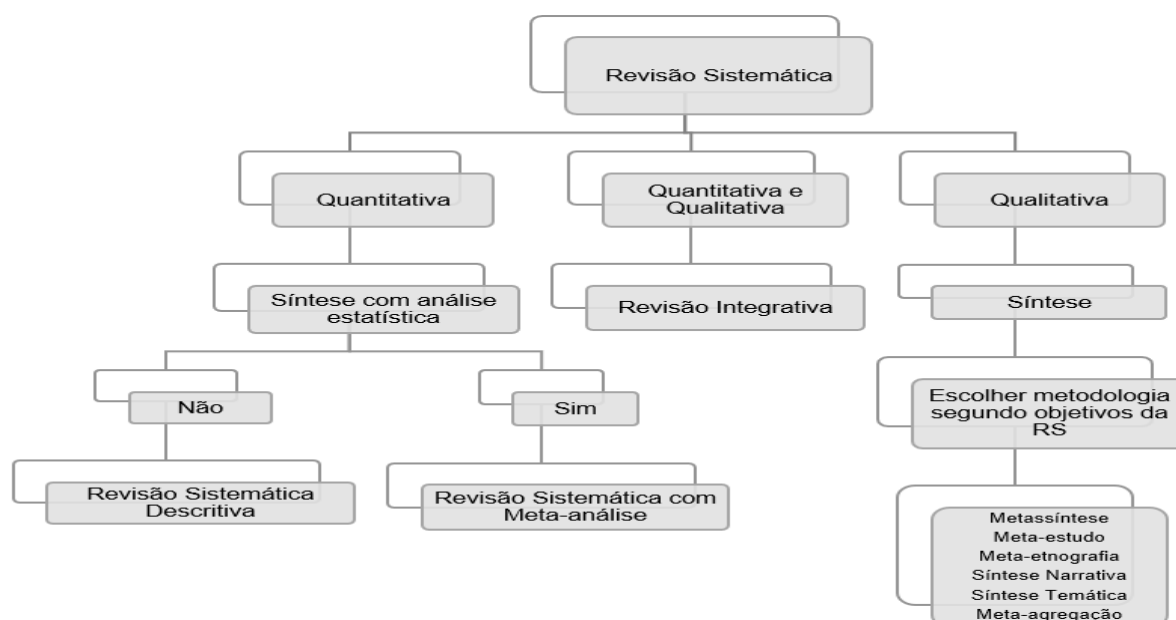 Revisão Sistemática
Quantitativa
Quantitativa e
Qualitativa
Qualitativa
Síntese com análise
estatística
Revisão Integrativa
Síntese
Não
Sim
Escolher metodologia
segundo objetivos da
RS
Revisão Sistemática
Descritiva
Revisão Sistemática com
Meta-análise
Metassíntese
Meta-estudo
Meta-etnografia
Síntese Narrativa
Síntese Temática
Meta-agregação